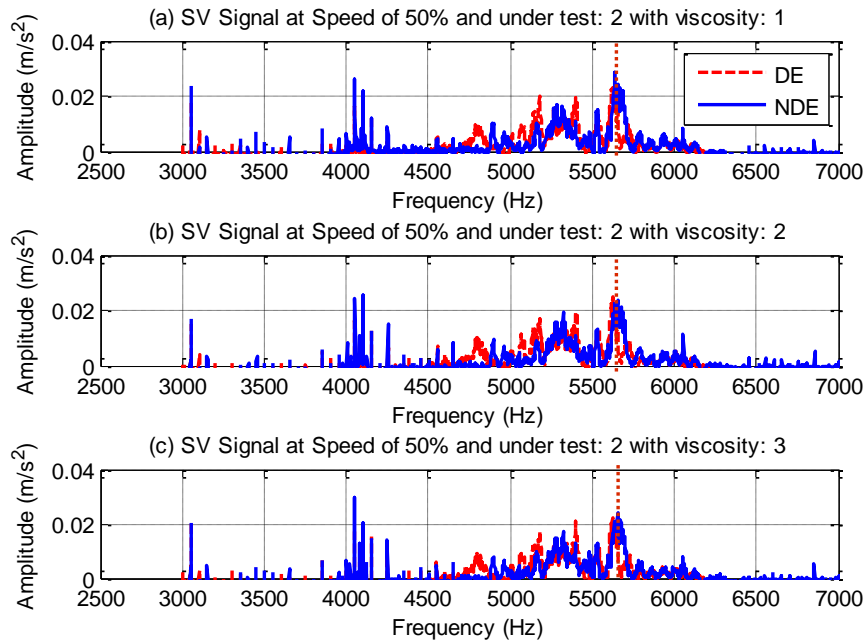 (a) SV Signal at Speed of 50% and under test: 2 with viscosity: 1
Amplitude (m/s²)
0.04
0.02
0
DE
NDE
2500 3000 3500 4000 4500 5000 5500 6000 6500 7000
Frequency (Hz)
(b) SV Signal at Speed of 50% and under test: 2 with viscosity: 2
Amplitude (m/s²)
0.04
0.02
0
2500 3000 3500 4000 4500 5000 5500 6000 6500 7000
Frequency (Hz)
(c) SV Signal at Speed of 50% and under test: 2 with viscosity: 3
Amplitude (m/s²)
0.04
0.02
0
2500 3000 3500 4000 4500 5000 5500 6000 6500 7000
Frequency (Hz)